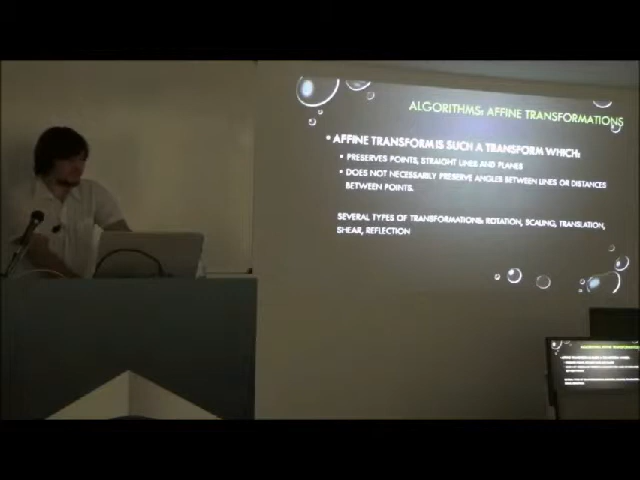 ALGORITHMS: AFFINE TRANSFORMATIONS
• AFFINE TRANSFORM IS SUCH A TRANSFORM WHICH:
• PRESERVES POINTS, STRAIGHT LINES AND PLANES
• DOES NOT NECESSARILY PRESERVE ANGLES BETWEEN LINES OR DISTANCES
BETWEEN POINTS.
SEVERAL TYPES OF TRANSFORMATIONS: ROTATION, SCALING, TRANSLATION,
SHEAR, REFLECTION